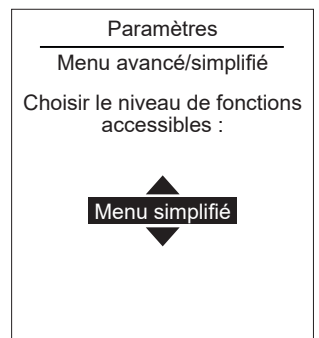 Paramètres
Menu avancé/simplifié
Choisir le niveau de fonctions
accessibles :
Menu simplifié